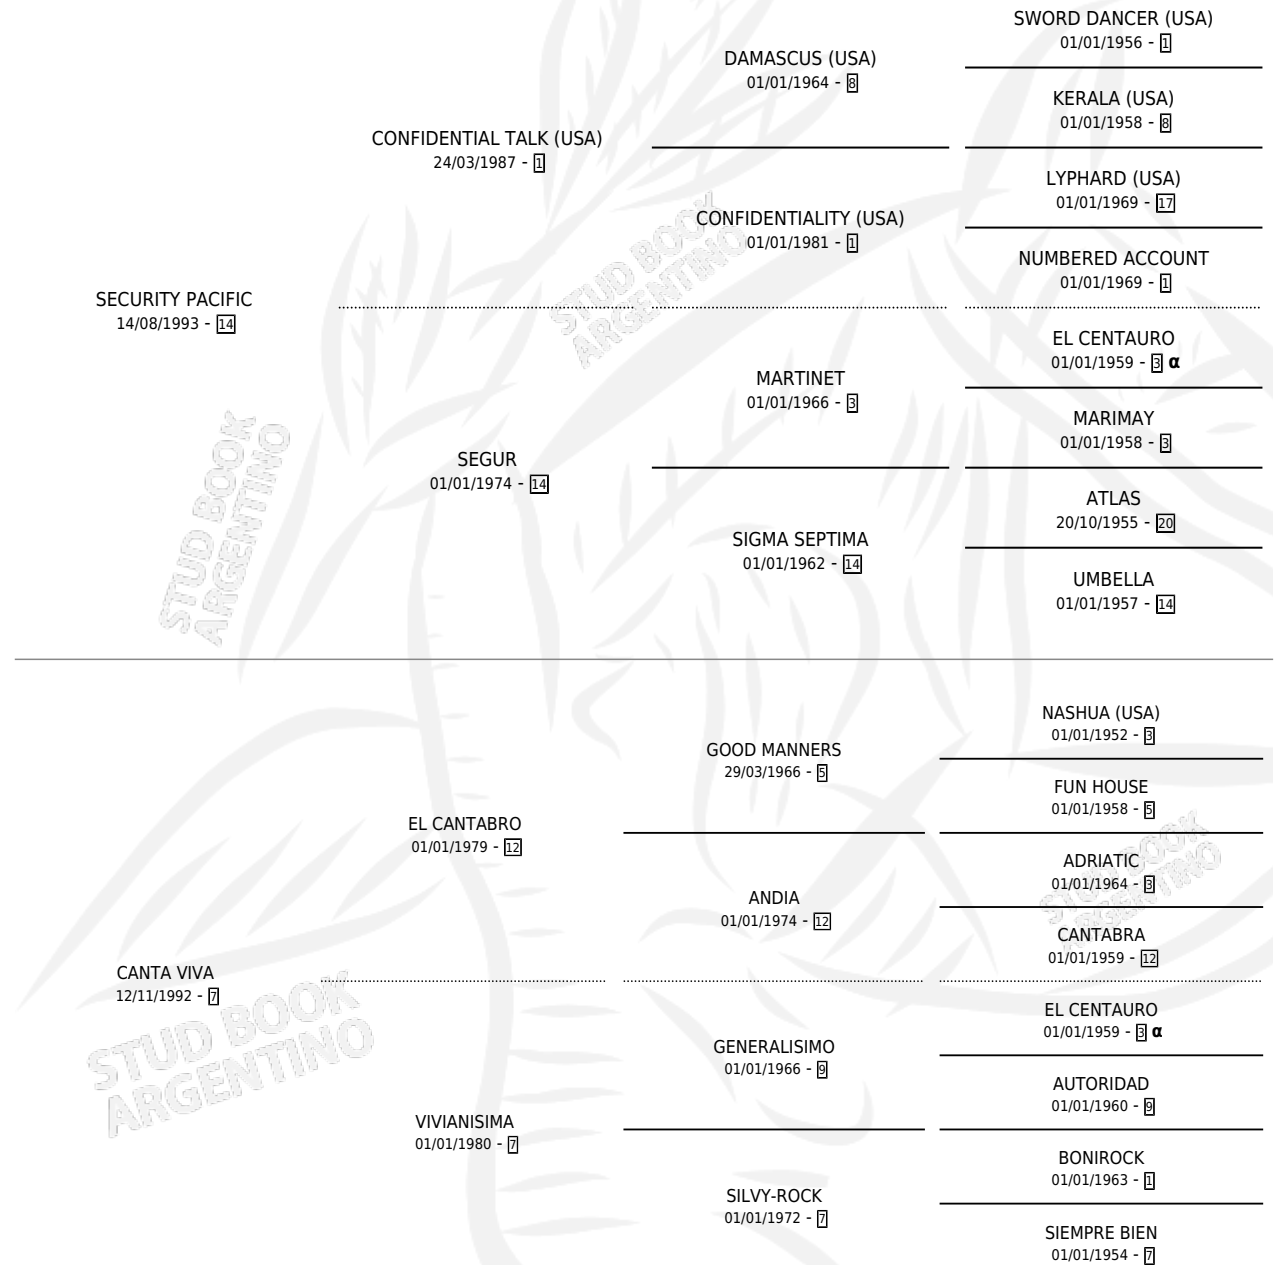 SWORD DANCER (USA)
01/01/1956 - 1
DAMASCUS (USA)
01/01/1964 - 8
KERALA (USA)
01/01/1958 - 8
CONFIDENTIAL TALK (USA)
24/03/1987 - 1
LYPHARD (USA)
01/01/1969 - 17
CONFIDENTIALITY (USA)
01/01/1981 - 1
NUMBERED ACCOUNT
01/01/1969 - 1
SECURITY PACIFIC
14/08/1993 - 14
EL CENTAURO
01/01/1959 - 3 α
MARTINET
01/01/1966 - 3
MARIMAY
01/01/1958 - 3
SEGUR
01/01/1974 - 14
ATLAS
20/10/1955 - 20
SIGMA SEPTIMA
01/01/1962 - 14
UMBELLA
01/01/1957 - 14
NASHUA (USA)
01/01/1952 - 3
GOOD MANNERS
29/03/1966 - 5
FUN HOUSE
01/01/1958 - 5
EL CANTABRO
01/01/1979 - 12
ADRIATIC
01/01/1964 - 3
ANDIA
01/01/1974 - 12
CANTABRA
01/01/1959 - 12
CANTA VIVA
12/11/1992 - 7
EL CENTAURO
01/01/1959 - 3 α
GENERALISIMO
01/01/1966 - 9
AUTORIDAD
01/01/1960 - 9
VIVIANISIMA
01/01/1980 - 7
BONIROCK
01/01/1963 - 1
SILVY-ROCK
01/01/1972 - 7
SIEMPRE BIEN
01/01/1954 - 7
STUD BOOK
ARGENTINO
STUD BOOK
ARGENTINO
STUD BOOK
ARGENTINO
STUD BOOK
ARGENTINO